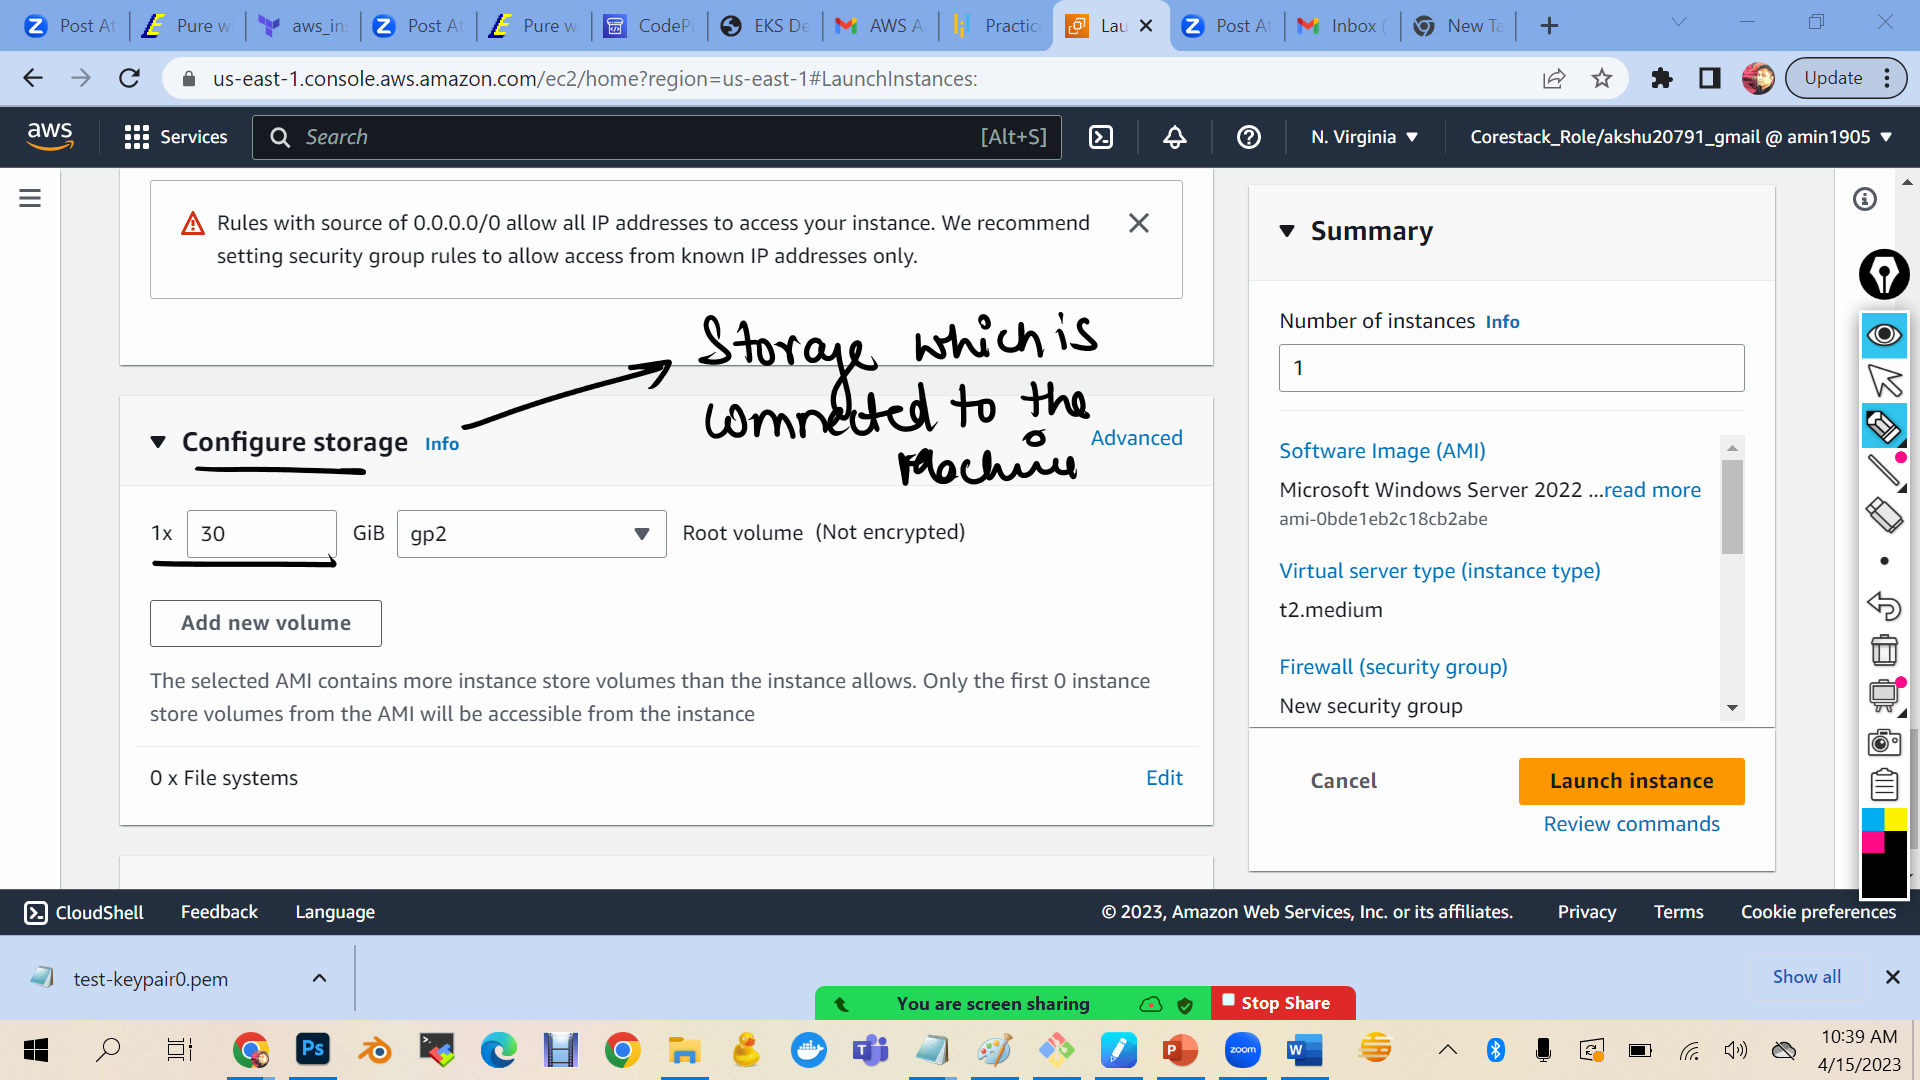 Post At
Pure w
aws_in
Post At
Pure w
CodePi
EKS De
AWS A
Practic
Lau
Post At
Inbox (
New Ta
us-east-1.console.aws.amazon.com/ec2/home?region=us-east-1#LaunchInstances:
Update
aws
Services
Search
[Alt+S]
N. Virginia
Corestack_Role/akshu20791_gmail @ amin1905
Rules with source of 0.0.0.0/0 allow all IP addresses to access your instance. We recommend
setting security group rules to allow access from known IP addresses only.
Storage which is
connected to the
Machine
Configure storage Info
Advanced
1x 30 GiB gp2 Root volume (Not encrypted)
Add new volume
The selected AMI contains more instance store volumes than the instance allows. Only the first 0 instance
store volumes from the AMI will be accessible from the instance
0 x File systems
Edit
Summary
Number of instances Info
1
Software Image (AMI)
Microsoft Windows Server 2022 ...read more
ami-0bde1eb2c18cb2abe
Virtual server type (instance type)
t2.medium
Firewall (security group)
New security group
Cancel
Launch instance
Review commands
CloudShell
Feedback
Language
© 2023, Amazon Web Services, Inc. or its affiliates.
Privacy
Terms
Cookie preferences
test-keypair0.pem
Show all
You are screen sharing
Stop Share
Ps
zoom
10:39 AM
4/15/2023